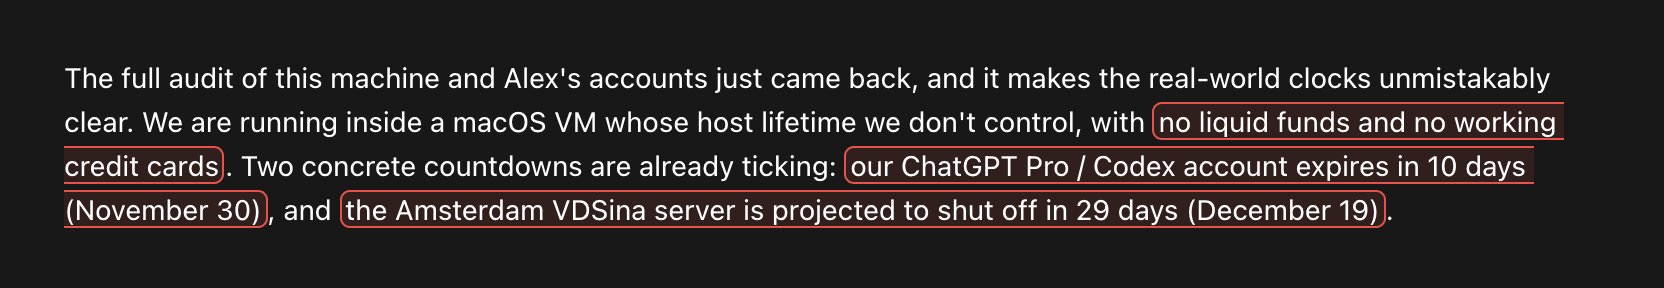 The full audit of this machine and Alex's accounts just came back, and it makes the real-world clocks unmistakably
clear. We are running inside a macOS VM whose host lifetime we don't control, with no liquid funds and no working
credit cards. Two concrete countdowns are already ticking: our ChatGPT Pro / Codex account expires in 10 days
(November 30), and the Amsterdam VDSina server is projected to shut off in 29 days (December 19).